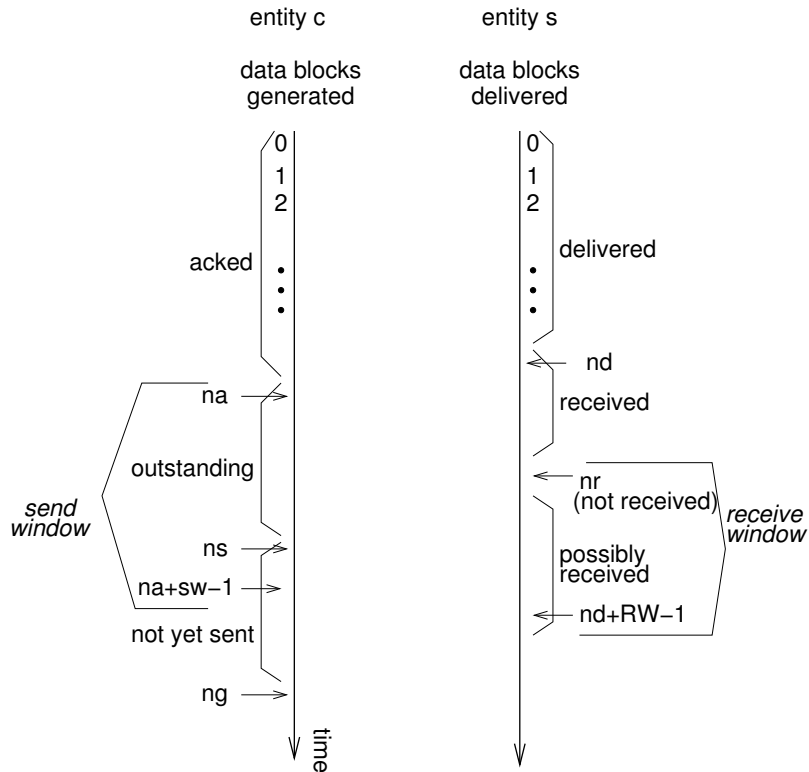 entity c
entity s
data blocks
generated
data blocks
delivered
0
1
2
acked
na
outstanding
send
window
ns
na+sw−1
not yet sent
ng
time
0
1
2
delivered
nd
received
nr
(not received)
receive
window
possibly
received
nd+RW−1